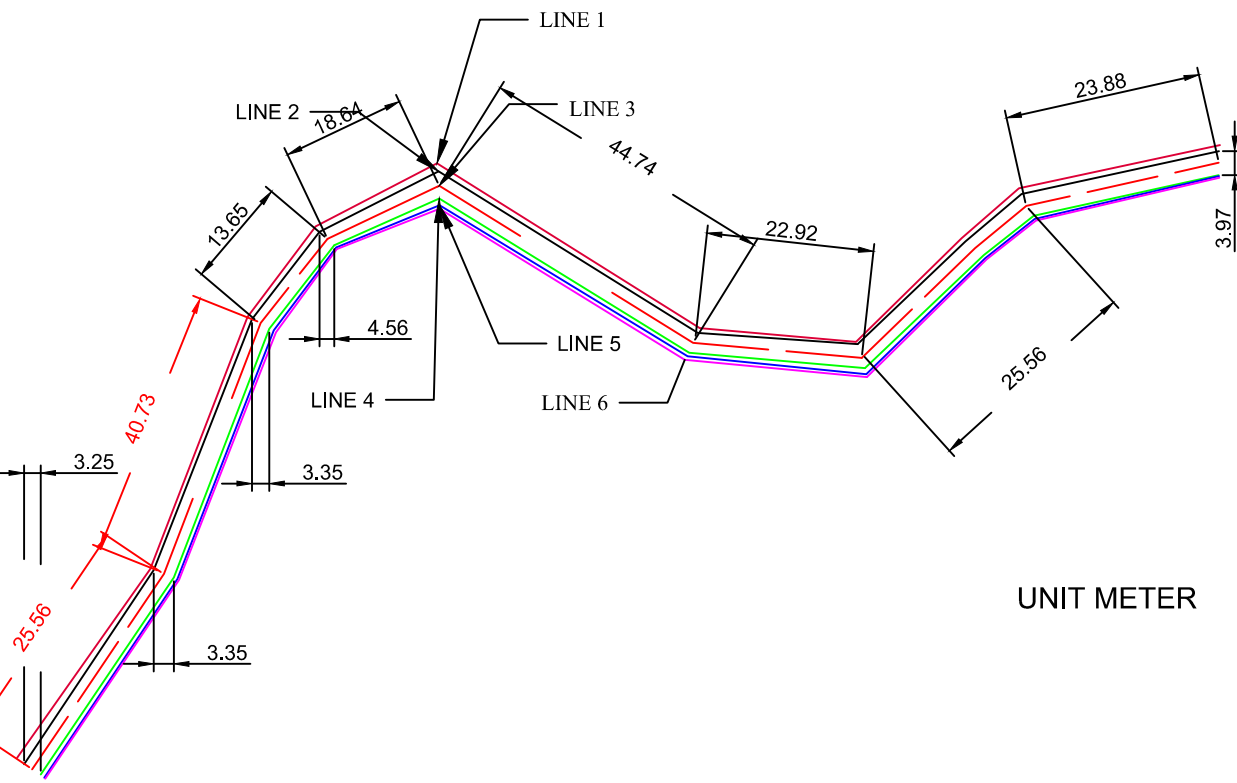 LINE 1
LINE 2
18.64
LINE 3
23.88
44.74
13.65
22.92
3.97
4.56
LINE 5
25.56
LINE 4
LINE 6
40.73
3.25
3.35
25.56
UNIT METER
3.35